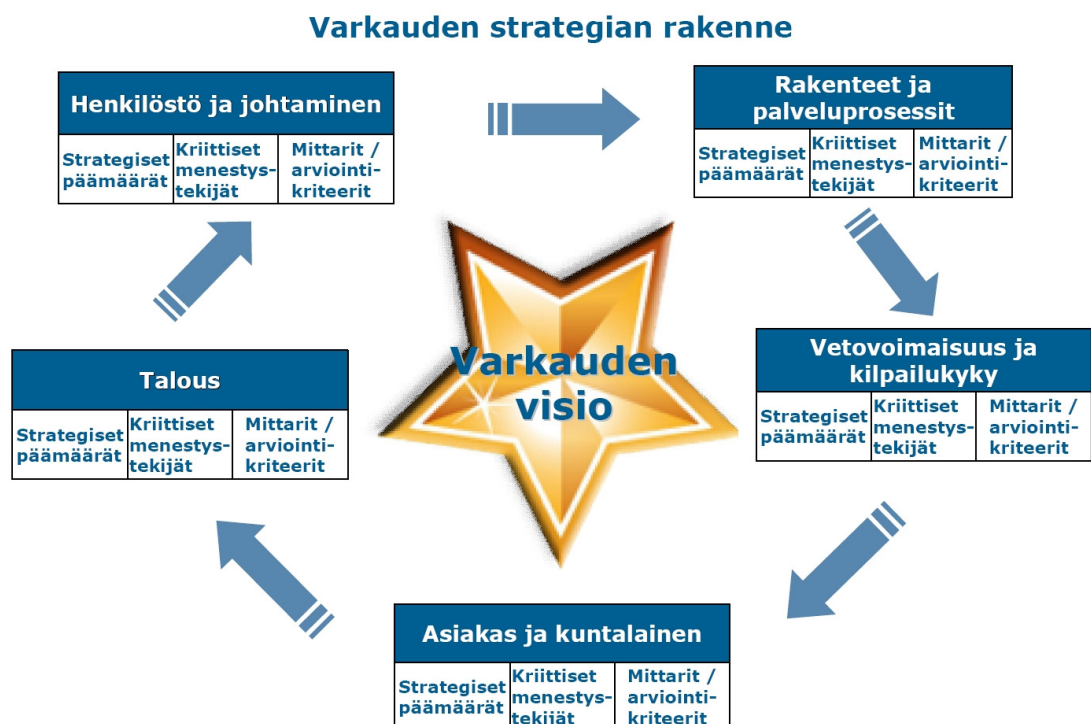 Varkauden strategian rakenne
Henkilöstö ja johtaminen
Strategiset
päämäärät
Kriittiset
menestys-
tekijät
Mittarit /
arviointi-
kriteerit
Rakenteet ja
palveluprosessit
Strategiset
päämäärät
Kriittiset
menestys-
tekijät
Mittarit /
arviointi-
kriteerit
Varkauden
visio
Talous
Strategiset
päämäärät
Kriittiset
menestys-
tekijät
Mittarit /
arviointi-
kriteerit
Vetovoimaisuus ja
kilpailukyky
Strategiset
päämäärät
Kriittiset
menestys-
tekijät
Mittarit /
arviointi-
kriteerit
Asiakas ja kuntalainen
Strategiset
päämäärät
Kriittiset
menestys-
tekijät
Mittarit /
arviointi-
kriteerit